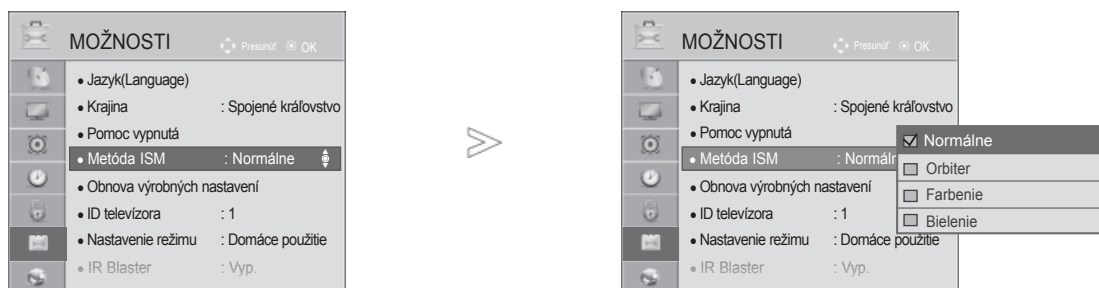 MOŽNOSTI
Presunúť OK
• Jazyk(Language)
• Krajina : Spojené kráľovstvo
• Pomoc vypnutá
• Metóda ISM : Normálne
• Obnova výrobných nastavení
• ID televízora : 1
• Nastavenie režimu : Domáce použitie
• IR Blaster : Vyp.
MOŽNOSTI
Presunúť OK
• Jazyk(Language)
• Krajina : Spojené kráľovstvo
• Pomoc vypnutá
• Metóda ISM : Normáln
• Obnova výrobných nastavení
• ID televízora : 1
• Nastavenie režimu : Domáce použitie
• IR Blaster : Vyp.
Normálne
Orbiter
Farbenie
Bielenie